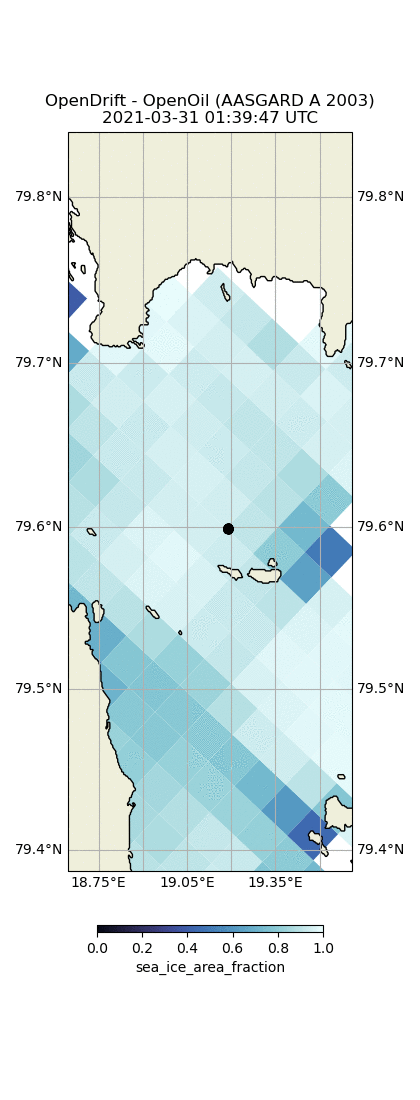 OpenDrift - OpenOil (AASGARD A 2003)
2021-03-31 01:39:47 UTC
79.8°N 79.8°N
79.7°N 79.7°N
79.6°N 79.6°N
79.5°N 79.5°N
79.4°N 79.4°N
18.75°E 19.05°E 19.35°E
0.0 0.2 0.4 0.6 0.8 1.0
sea_ice_area_fraction